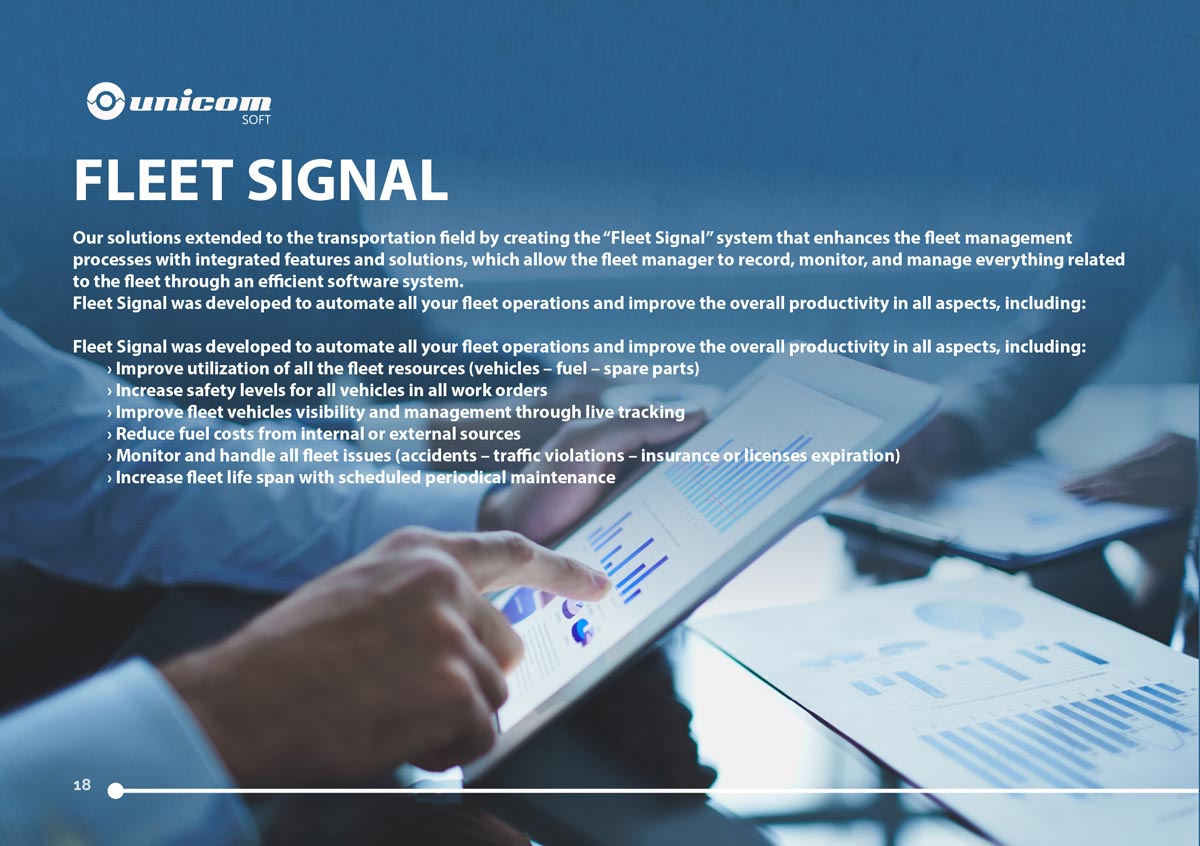 unicom
SOFT
FLEET SIGNAL
Our solutions extended to the transportation field by creating the “Fleet Signal” system that enhances the fleet management
processes with integrated features and solutions, which allow the fleet manager to record, monitor, and manage everything related
to the fleet through an efficient software system.
Fleet Signal was developed to automate all your fleet operations and improve the overall productivity in all aspects, including:
Fleet Signal was developed to automate all your fleet operations and improve the overall productivity in all aspects, including:
› Improve utilization of all the fleet resources (vehicles – fuel – spare parts)
› Increase safety levels for all vehicles in all work orders
› Improve fleet vehicles visibility and management through live tracking
› Reduce fuel costs from internal or external sources
› Monitor and handle all fleet issues (accidents – traffic violations – insurance or licenses expiration)
› Increase fleet life span with scheduled periodical maintenance
18